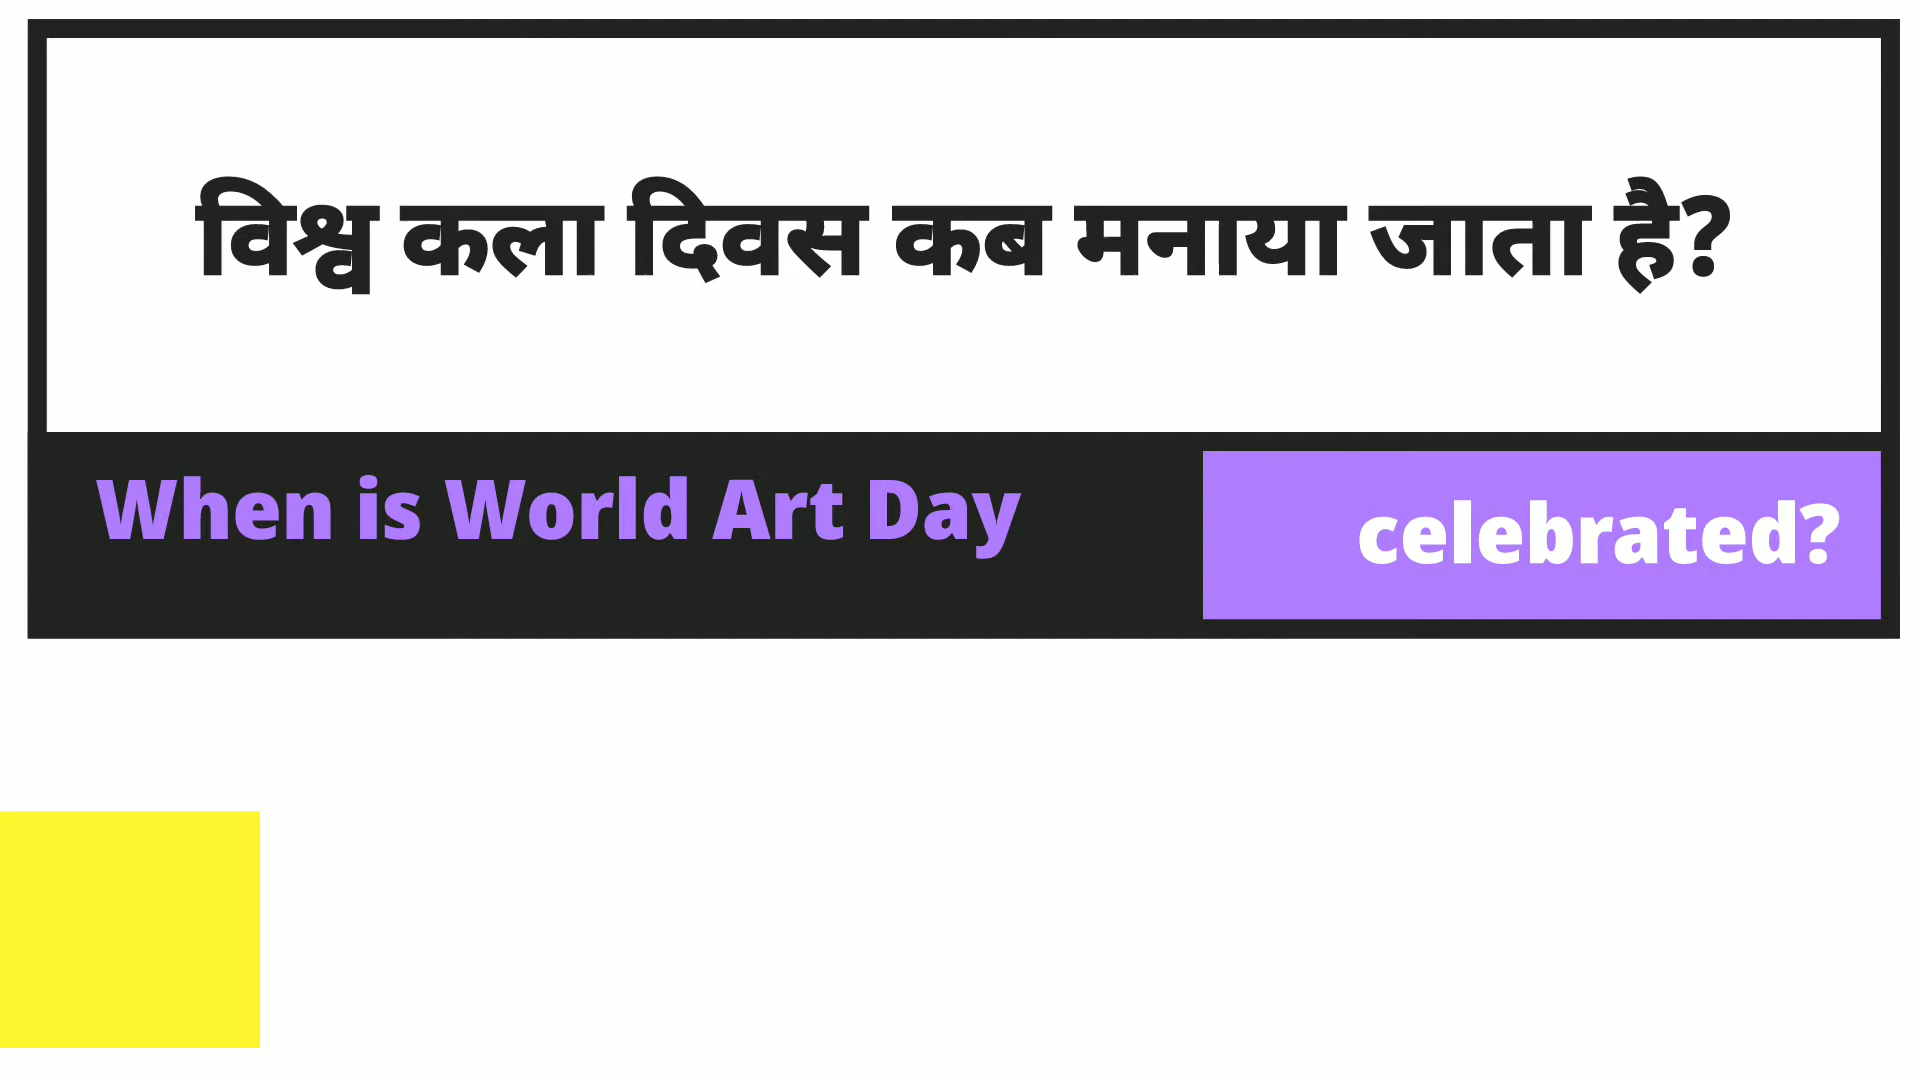 विश्व कला दिवस कब मनाया जाता है?
When is World Art Day
celebrated?